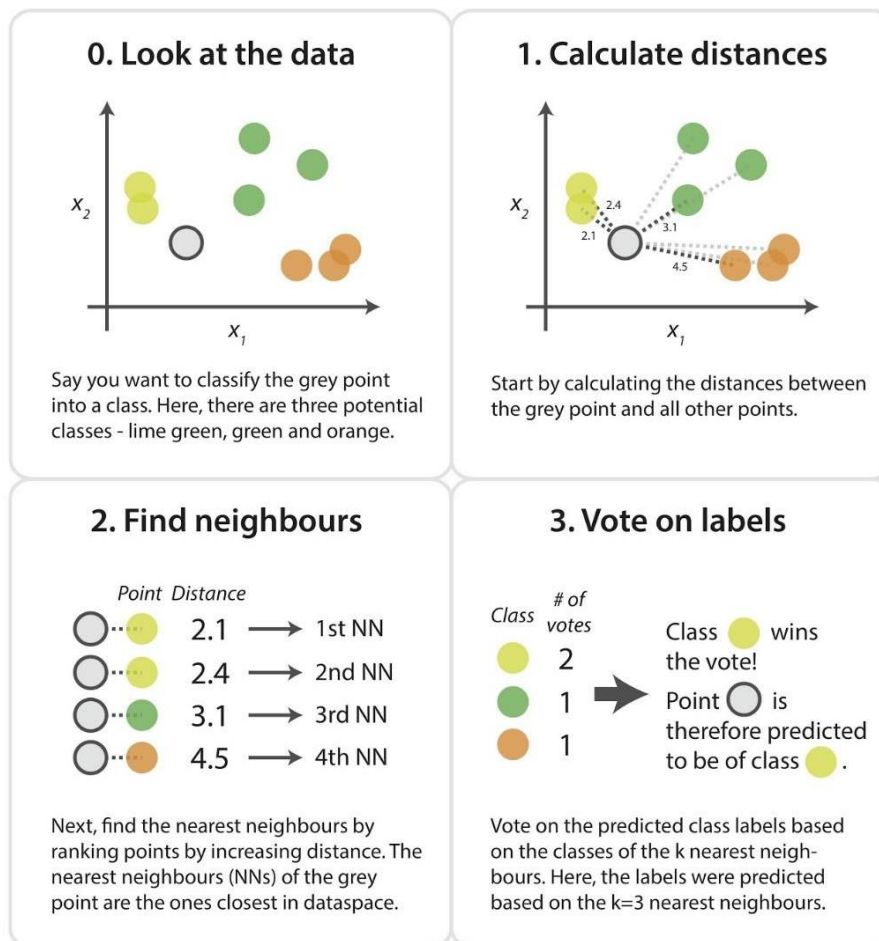 0. Look at the data
x2
x1
Say you want to classify the grey point
into a class. Here, there are three potential
classes - lime green, green and orange.
1. Calculate distances
x2
2.4
2.1
3.1
4.5
x1
Start by calculating the distances between
the grey point and all other points.
2. Find neighbours
Point Distance
2.1 → 1st NN
2.4 → 2nd NN
3.1 → 3rd NN
4.5 → 4th NN
Next, find the nearest neighbours by
ranking points by increasing distance. The
nearest neighbours (NNs) of the grey
point are the ones closest in dataspace.
3. Vote on labels
Class # of
votes
2
1
1
Class wins
the vote!
Point is
therefore predicted
to be of class .
Vote on the predicted class labels based
on the classes of the k nearest neigh-
bours. Here, the labels were predicted
based on the k=3 nearest neighbours.